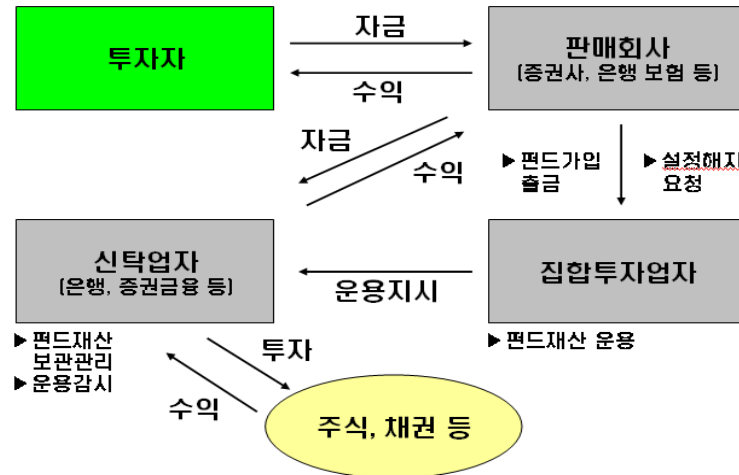 투자자
자금
수익
판매회사
(증권사, 은행 보험 등)
자금
수익
▶ 펀드가입
출금
▶ 설정해지
요청
신탁업자
(은행, 증권금융 등)
운용지시
집합투자업자
▶ 펀드재산
보관관리
▶ 운용감시
▶ 펀드재산 운용
투자
수익
주식, 채권 등